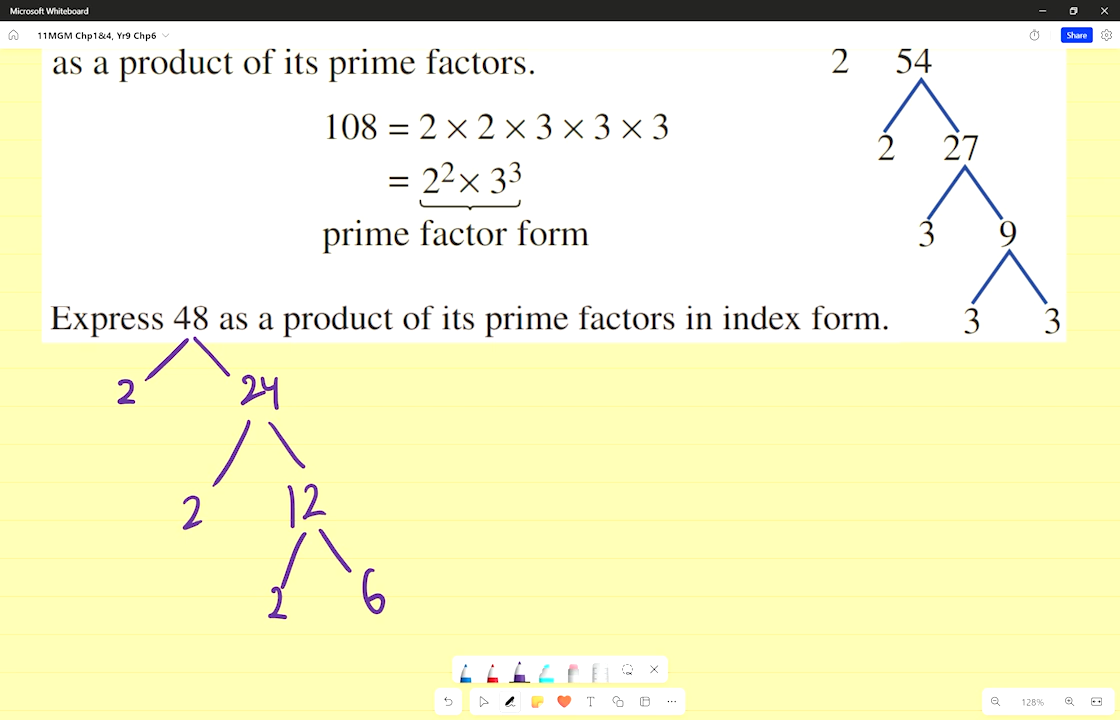 Microsoft Whiteboard
11MGM Chp1&4, Yr9 Chp6
Share
as a product of its prime factors.
2 54
108 = 2 × 2 × 3 × 3 × 3
2 27
= 2² × 3³
prime factor form
3 9
Express 48 as a product of its prime factors in index form.
3 3
2 24
2 12
2 6
T
128%